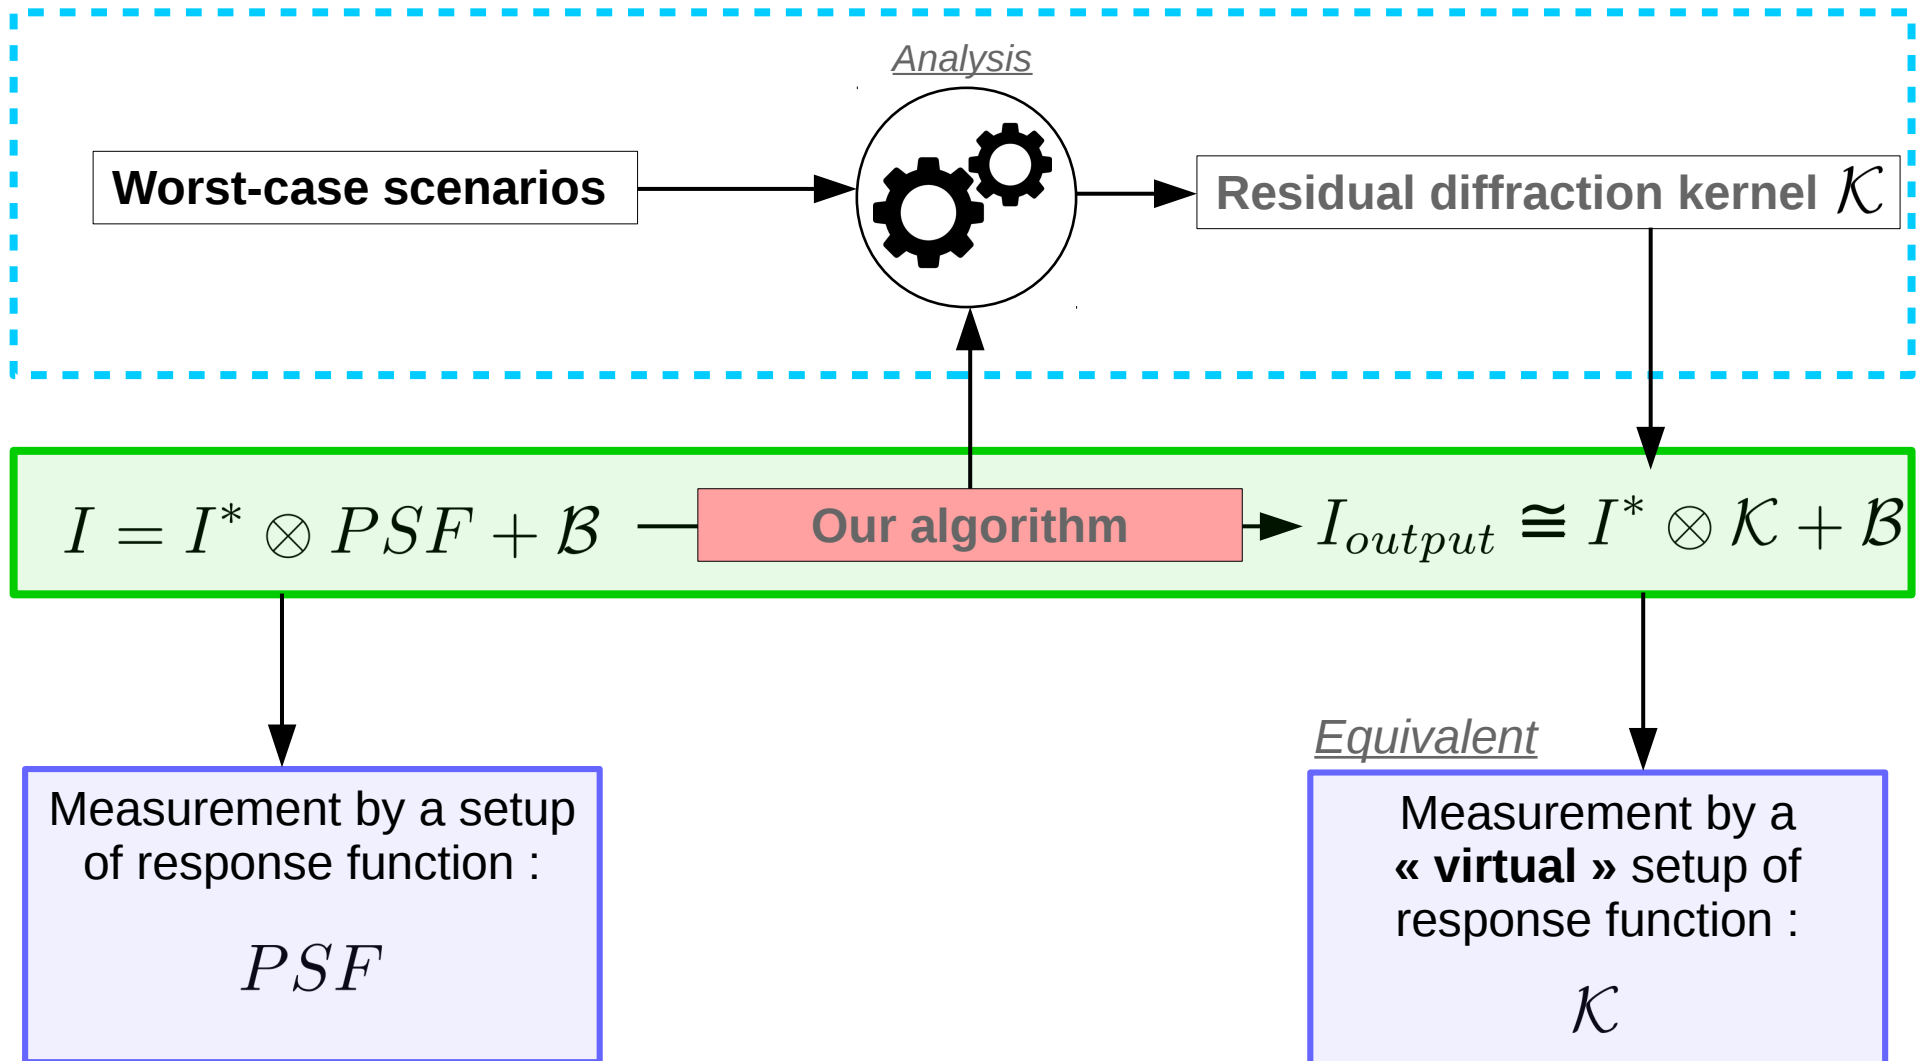 Analysis
Worst-case scenarios
Residual diffraction kernel 𝒦
I = I* ⊗ PSF + ℬ
Our algorithm
I_output ≅ I* ⊗ 𝒦 + ℬ
Equivalent
Measurement by a setup
of response function :
PSF
Measurement by a
« virtual » setup of
response function :
𝒦